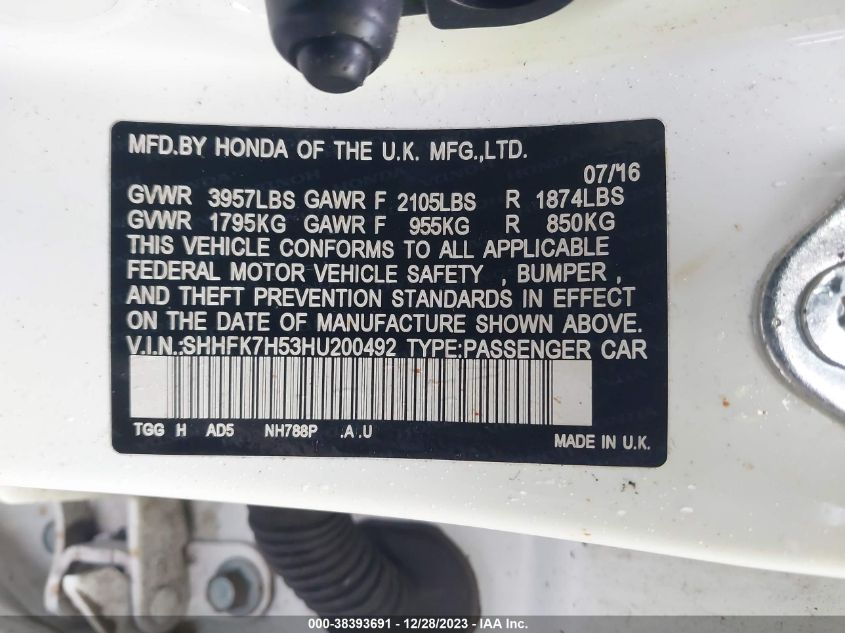 MFD.BY HONDA OF THE U.K. MFG.,LTD.
07/16
GVWR 3957LBS GAWR F 2105LBS R 1874LBS
GVWR 1795KG GAWR F 955KG R 850KG
THIS VEHICLE CONFORMS TO ALL APPLICABLE
FEDERAL MOTOR VEHICLE SAFETY , BUMPER ,
AND THEFT PREVENTION STANDARDS IN EFFECT
ON THE DATE OF MANUFACTURE SHOWN ABOVE.
V.I.N.:SHHFK7H53HU200492 TYPE:PASSENGER CAR
TGG H AD5 NH788P .A .U
MADE IN U.K.
000-38393691 - 12/28/2023 - IAA Inc.